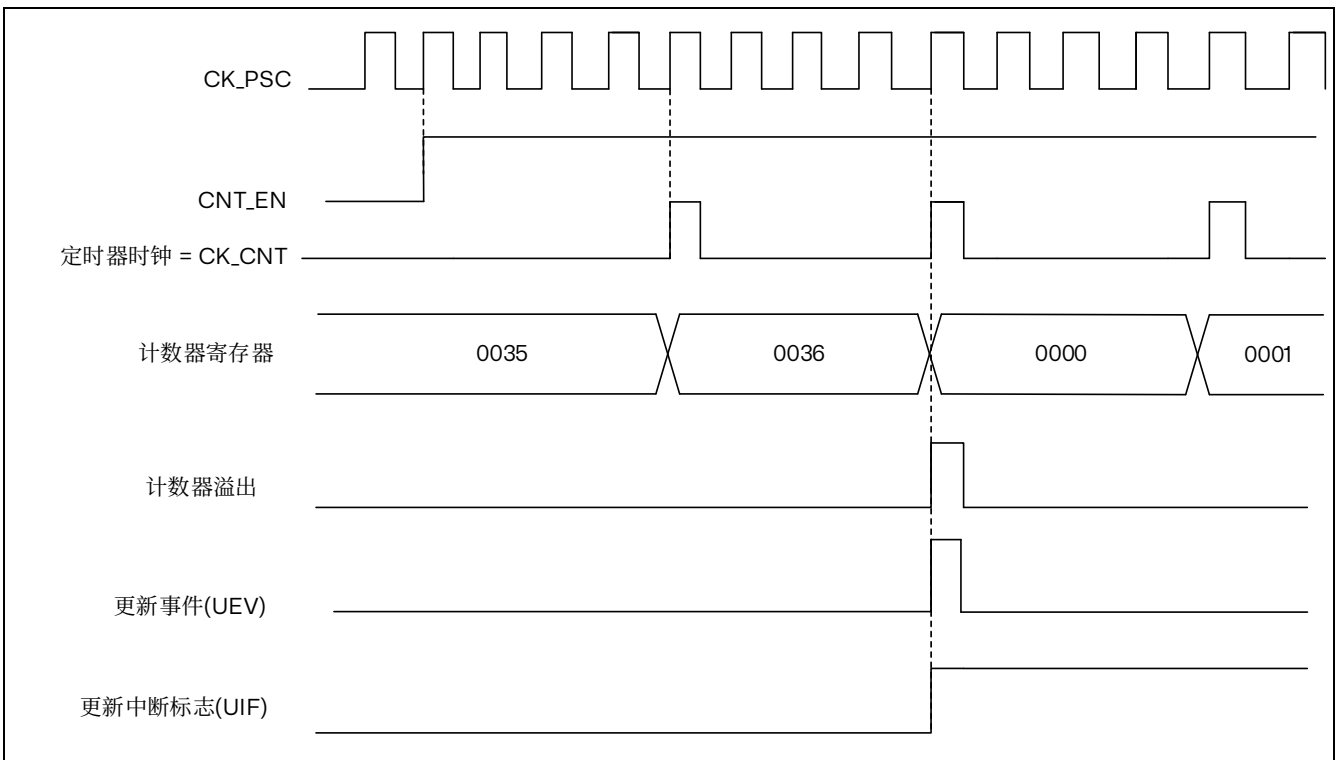 CK_PSC
CNT_EN
定时器时钟 = CK_CNT
计数器寄存器 0035 0036 0000 0001
计数器溢出
更新事件(UEV)
更新中断标志(UIF)